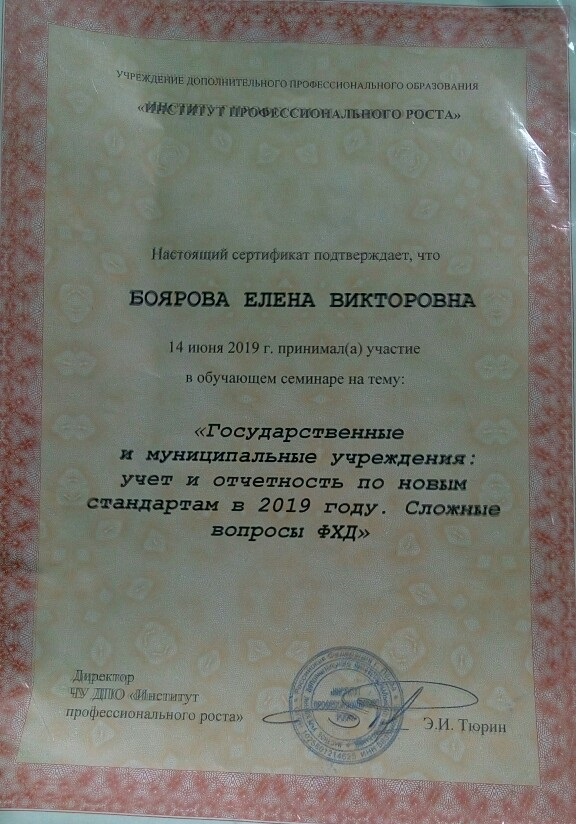 УЧРЕЖДЕНИЕ ДОПОЛНИТЕЛЬНОГО ПРОФЕССИОНАЛЬНОГО ОБРАЗОВАНИЯ
«ИНСТИТУТ ПРОФЕССИОНАЛЬНОГО РОСТА»
Настоящий сертификат подтверждает, что
БОЯРОВА ЕЛЕНА ВИКТОРОВНА
14 июня 2019 г. принимал(а) участие
в обучающем семинаре на тему:
«Государственные
и муниципальные учреждения:
учет и отчетность по новым
стандартам в 2019 году. Сложные
вопросы ФХД»
Директор
ЧУ ДПО «Институт
профессионального роста»
Э.И. Тюрин